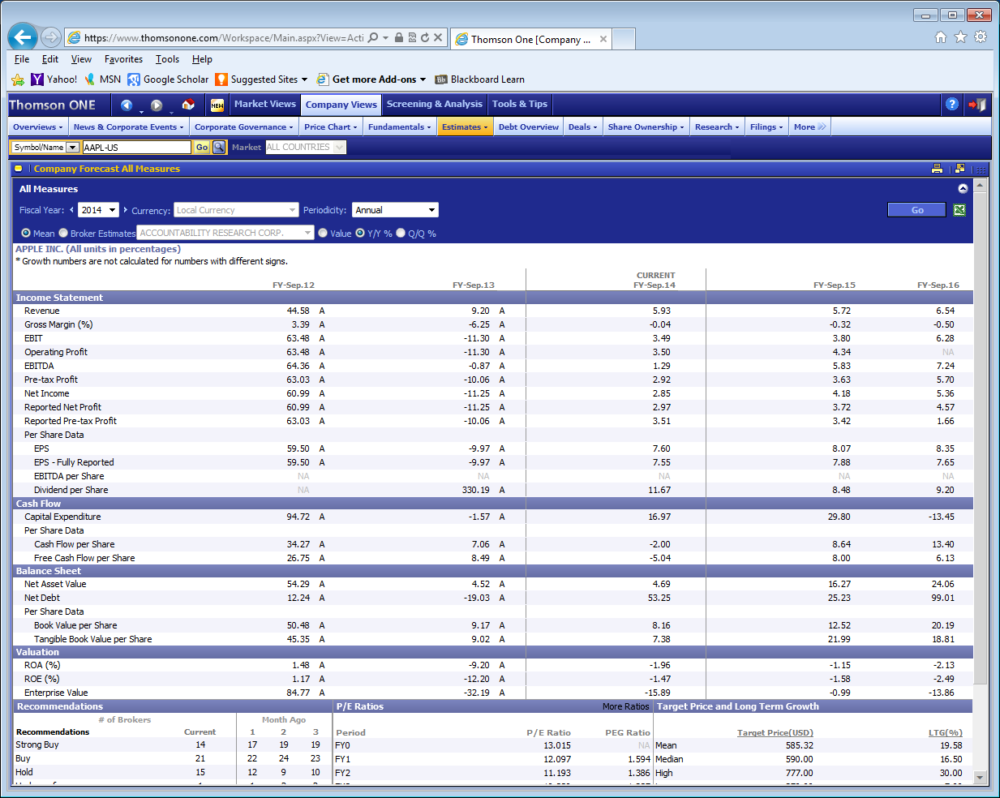 https://www.thomsonone.com/Workspace/Main.aspx?View=Acti
Thomson One [Company ...
File Edit View Favorites Tools Help
Yahoo! MSN Google Scholar Suggested Sites Get more Add-ons Bb Blackboard Learn
Thomson ONE NEW Market Views Company Views Screening & Analysis Tools & Tips ?
Overviews News & Corporate Events Corporate Governance Price Chart Fundamentals Estimates Debt Overview Deals Share Ownership Research Filings More
Symbol/Name AAPL-US Go Market ALL COUNTRIES
Company Forecast All Measures
All Measures
Fiscal Year: 2014 Currency: Local Currency Periodicity: Annual Go
Mean Broker Estimates ACCOUNTABILITY RESEARCH CORP. Value Y/Y % Q/Q %
APPLE INC. (All units in percentages)
* Growth numbers are not calculated for numbers with different signs.
CURRENT
FY-Sep.12 FY-Sep.13 FY-Sep.14 FY-Sep.15 FY-Sep.16
Income Statement
Revenue 44.58 A 9.20 A 5.93 5.72 6.54
Gross Margin (%) 3.39 A -6.25 A -0.04 -0.32 -0.50
EBIT 63.48 A -11.30 A 3.49 3.80 6.28
Operating Profit 63.48 A -11.30 A 3.50 4.34 NA
EBITDA 64.36 A -0.87 A 1.29 5.83 7.24
Pre-tax Profit 63.03 A -10.06 A 2.92 3.63 5.70
Net Income 60.99 A -11.25 A 2.85 4.18 5.36
Reported Net Profit 60.99 A -11.25 A 2.97 3.72 4.57
Reported Pre-tax Profit 63.03 A -10.06 A 3.51 3.42 1.66
Per Share Data
EPS 59.50 A -9.97 A 7.60 8.07 8.35
EPS - Fully Reported 59.50 A -9.97 A 7.55 7.88 7.65
EBITDA per Share NA NA NA NA NA
Dividend per Share NA 330.19 A 11.67 8.48 9.20
Cash Flow
Capital Expenditure 94.72 A -1.57 A 16.97 29.80 -13.45
Per Share Data
Cash Flow per Share 34.27 A 7.06 A -2.00 8.64 13.40
Free Cash Flow per Share 26.75 A 8.49 A -5.04 8.00 6.13
Balance Sheet
Net Asset Value 54.29 A 4.52 A 4.69 16.27 24.06
Net Debt 12.24 A -19.03 A 53.25 25.23 99.01
Per Share Data
Book Value per Share 50.48 A 9.17 A 8.16 12.52 20.19
Tangible Book Value per Share 45.35 A 9.02 A 7.38 21.99 18.81
Valuation
ROA (%) 1.48 A -9.20 A -1.96 -1.15 -2.13
ROE (%) 1.17 A -12.20 A -1.47 -1.58 -2.49
Enterprise Value 84.77 A -32.19 A -15.89 -0.99 -13.86
Recommendations P/E Ratios More Ratios Target Price and Long Term Growth
# of Brokers Month Ago
Recommendations Current 1 2 3 Period P/E Ratio PEG Ratio Target Price(USD) LTG(%)
Strong Buy 14 17 19 19 FY0 13.015 NA Mean 585.32 19.58
Buy 21 22 24 23 FY1 12.097 1.594 Median 590.00 16.50
Hold 15 12 9 10 FY2 11.193 1.386 High 777.00 30.00